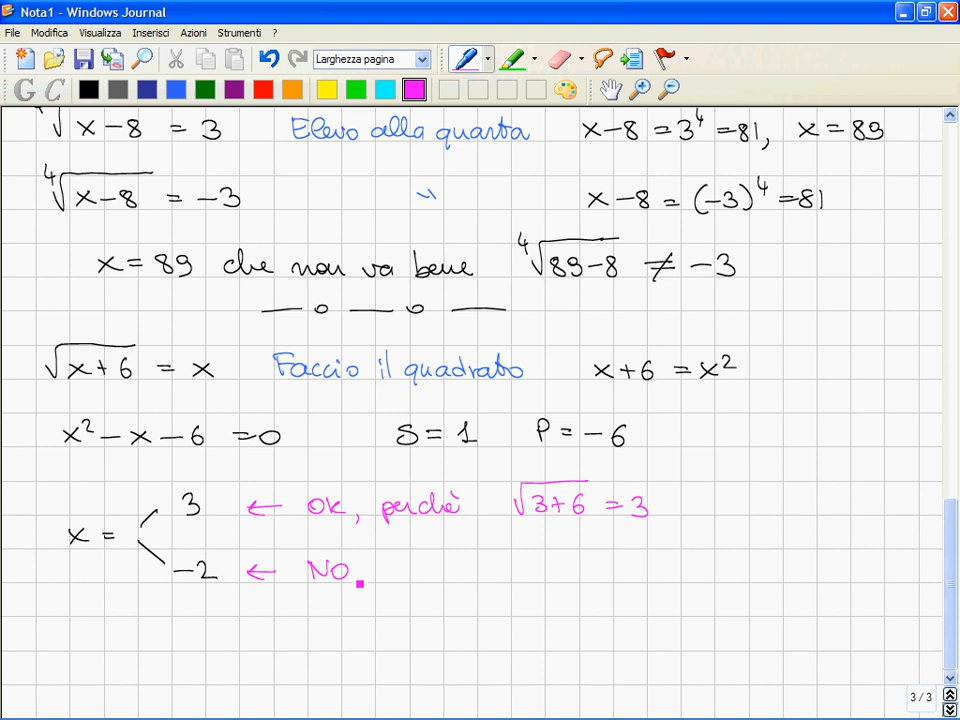 Nota1 - Windows Journal
File Modifica Visualizza Inserisci Azioni Strumenti ?
Larghezza pagina
G C
⁴√(x-8) = 3 Elevo alla quarta x-8 = 3⁴ = 81, x = 89
⁴√(x-8) = -3 〃 x-8 = (-3)⁴ = 81
x = 89 che non va bene ⁴√(89-8) ≠ -3
— o — o —
√(x+6) = x Faccio il quadrato x+6 = x²
x² - x - 6 = 0 S = 1 P = -6
3 ← OK, perchè √(3+6) = 3
x =
-2 ← NO,
3 / 3